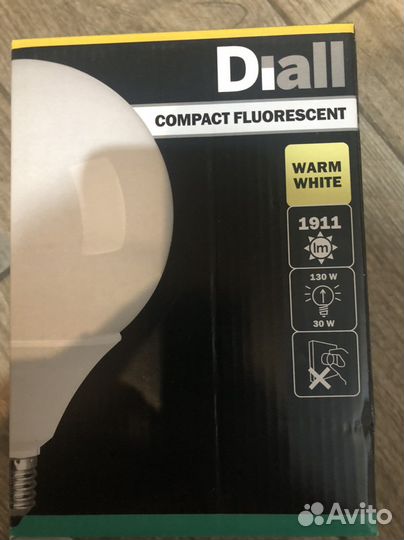 Diall
COMPACT FLUORESCENT
WARM
WHITE
1911
lm
130 W
30 W
Avito